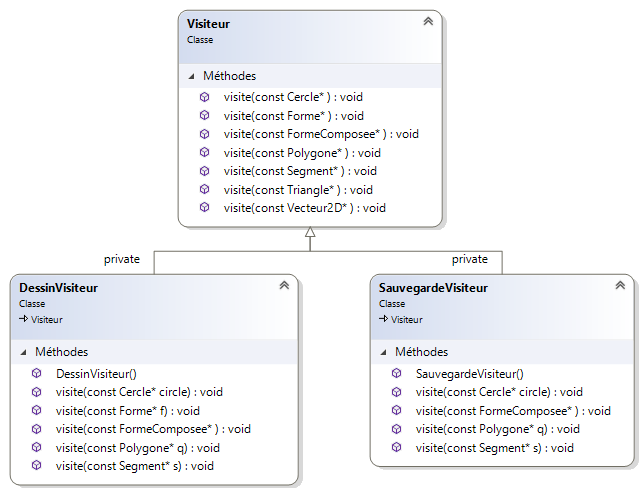 Visiteur
Classe
Méthodes
visite(const Cercle* ) : void
visite(const Forme* ) : void
visite(const FormeComposee* ) : void
visite(const Polygone* ) : void
visite(const Segment* ) : void
visite(const Triangle* ) : void
visite(const Vecteur2D* ) : void
private
private
DessinVisiteur
Classe
Visiteur
Méthodes
DessinVisiteur()
visite(const Cercle* circle) : void
visite(const Forme* f) : void
visite(const FormeComposee* ) : void
visite(const Polygone* q) : void
visite(const Segment* s) : void
SauvegardeVisiteur
Classe
Visiteur
Méthodes
SauvegardeVisiteur()
visite(const Cercle* circle) : void
visite(const FormeComposee* ) : void
visite(const Polygone* q) : void
visite(const Segment* s) : void